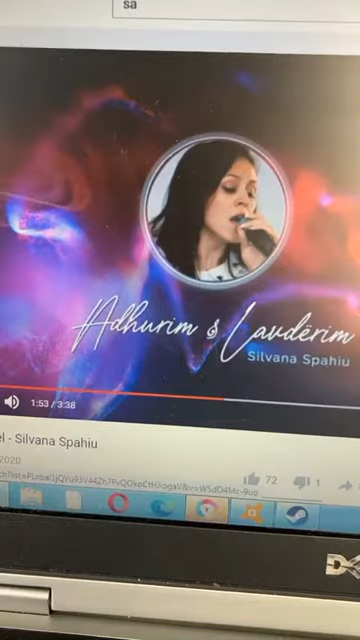 sa
Adhurim & Lavdërim
Silvana Spahiu
1:53 / 3:38
el - Silvana Spahiu
2020
72
1